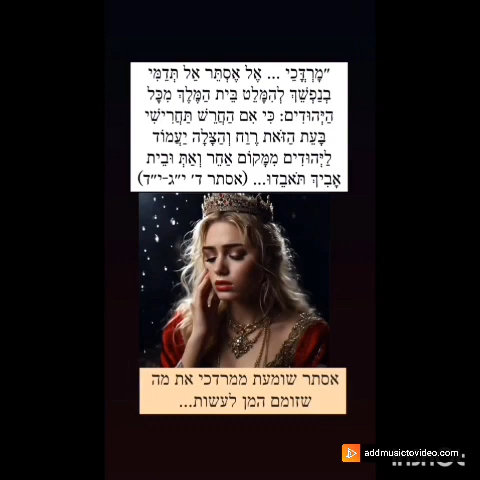 "מָרְדֳּכַי ... אֶל אֶסְתֵּר אַל תְּדַמִּי
בְנַפְשֵׁךְ לְהִמָּלֵט בֵּית הַמֶּלֶךְ מִכָּל
הַיְּהוּדִים: כִּי אִם הַחֲרֵשׁ תַּחֲרִישִׁי
בָּעֵת הַזֹּאת רֶוַח וְהַצָּלָה יַעֲמוֹד
לַיְּהוּדִים מִמָּקוֹם אַחֵר וְאַתְּ וּבֵית
אָבִיךְ תֹּאבֵדוּ... (אסתר ד' י"ג-י"ד)
אסתר שומעת ממרדכי את מה
שזומם המן לעשות...
addmusictovideo.com